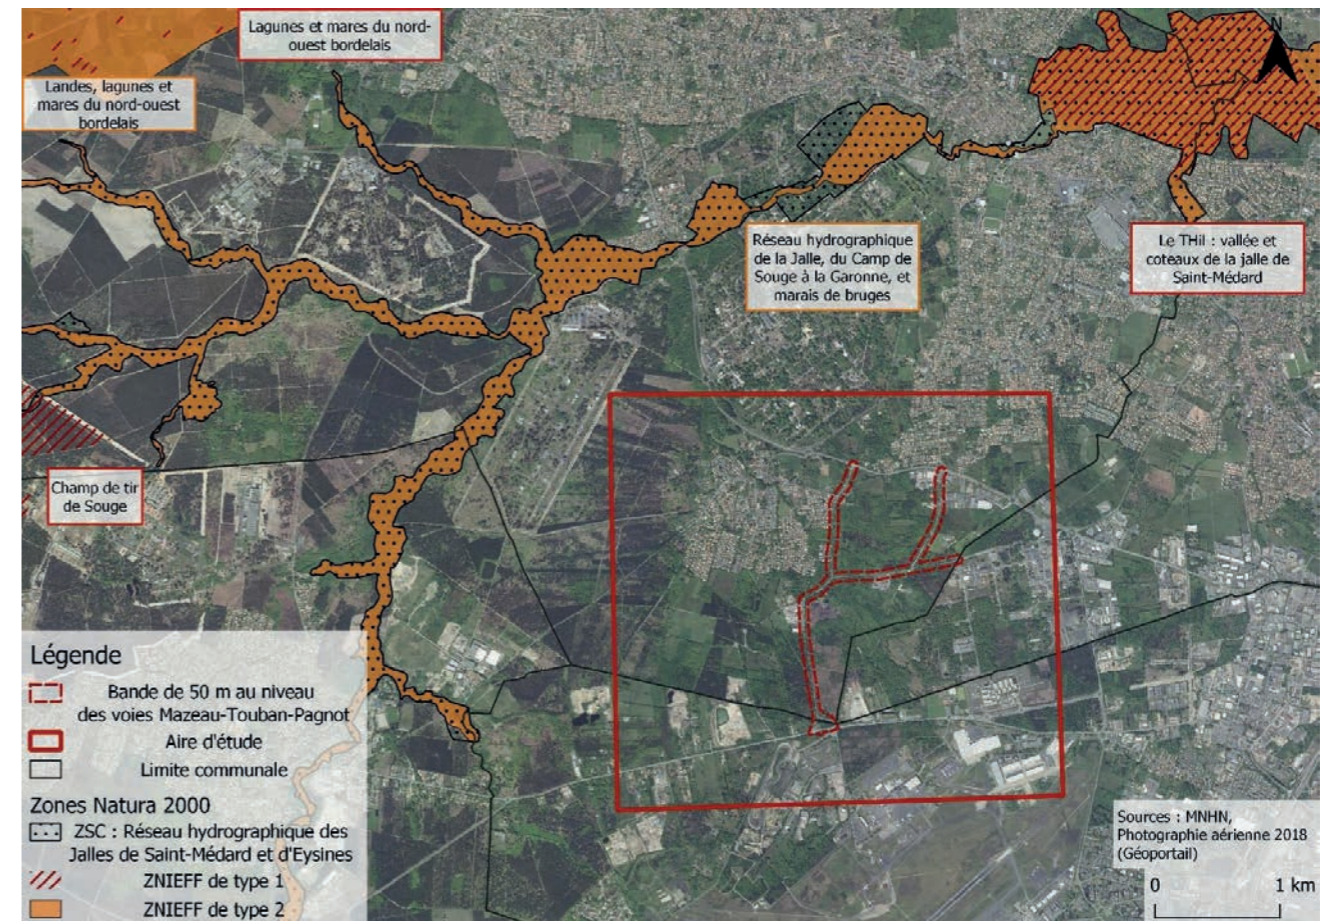 Lagunes et mares du nord-
ouest bordelais
N
Landes, lagunes et
mares du nord-ouest
bordelais
Réseau hydrographique
de la Jalle, du Camp de
Souge à la Garonne, et
marais de bruges
Le THil : vallée et
coteaux de la jalle de
Saint-Médard
Champ de tir
de Souge
Légende
Bande de 50 m au niveau
des voies Mazeau-Touban-Pagnot
Aire d'étude
Limite communale
Zones Natura 2000
ZSC : Réseau hydrographique des
Jalles de Saint-Médard et d'Eysines
ZNIEFF de type 1
ZNIEFF de type 2
Sources : MNHN,
Photographie aérienne 2018
(Géoportail)
0 1 km